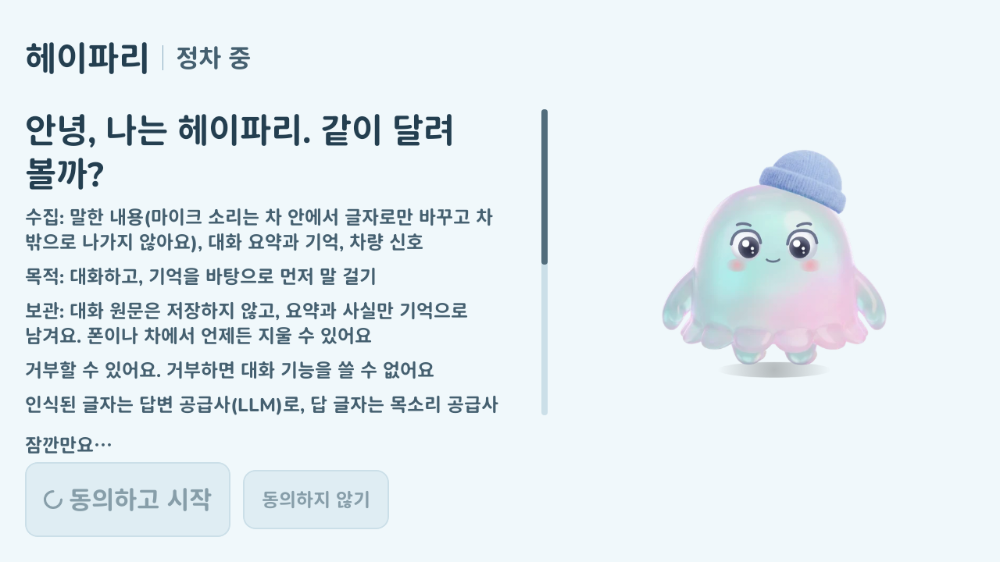 헤이파리 정차 중
안녕, 나는 헤이파리. 같이 달려
볼까?
수집: 말한 내용(마이크 소리는 차 안에서 글자로만 바꾸고 차
밖으로 나가지 않아요), 대화 요약과 기억, 차량 신호
목적: 대화하고, 기억을 바탕으로 먼저 말 걸기
보관: 대화 원문은 저장하지 않고, 요약과 사실만 기억으로
남겨요. 폰이나 차에서 언제든 지울 수 있어요
거부할 수 있어요. 거부하면 대화 기능을 쓸 수 없어요
인식된 글자는 답변 공급사(LLM)로, 답 글자는 목소리 공급사
잠깐만요…
동의하고 시작 동의하지 않기